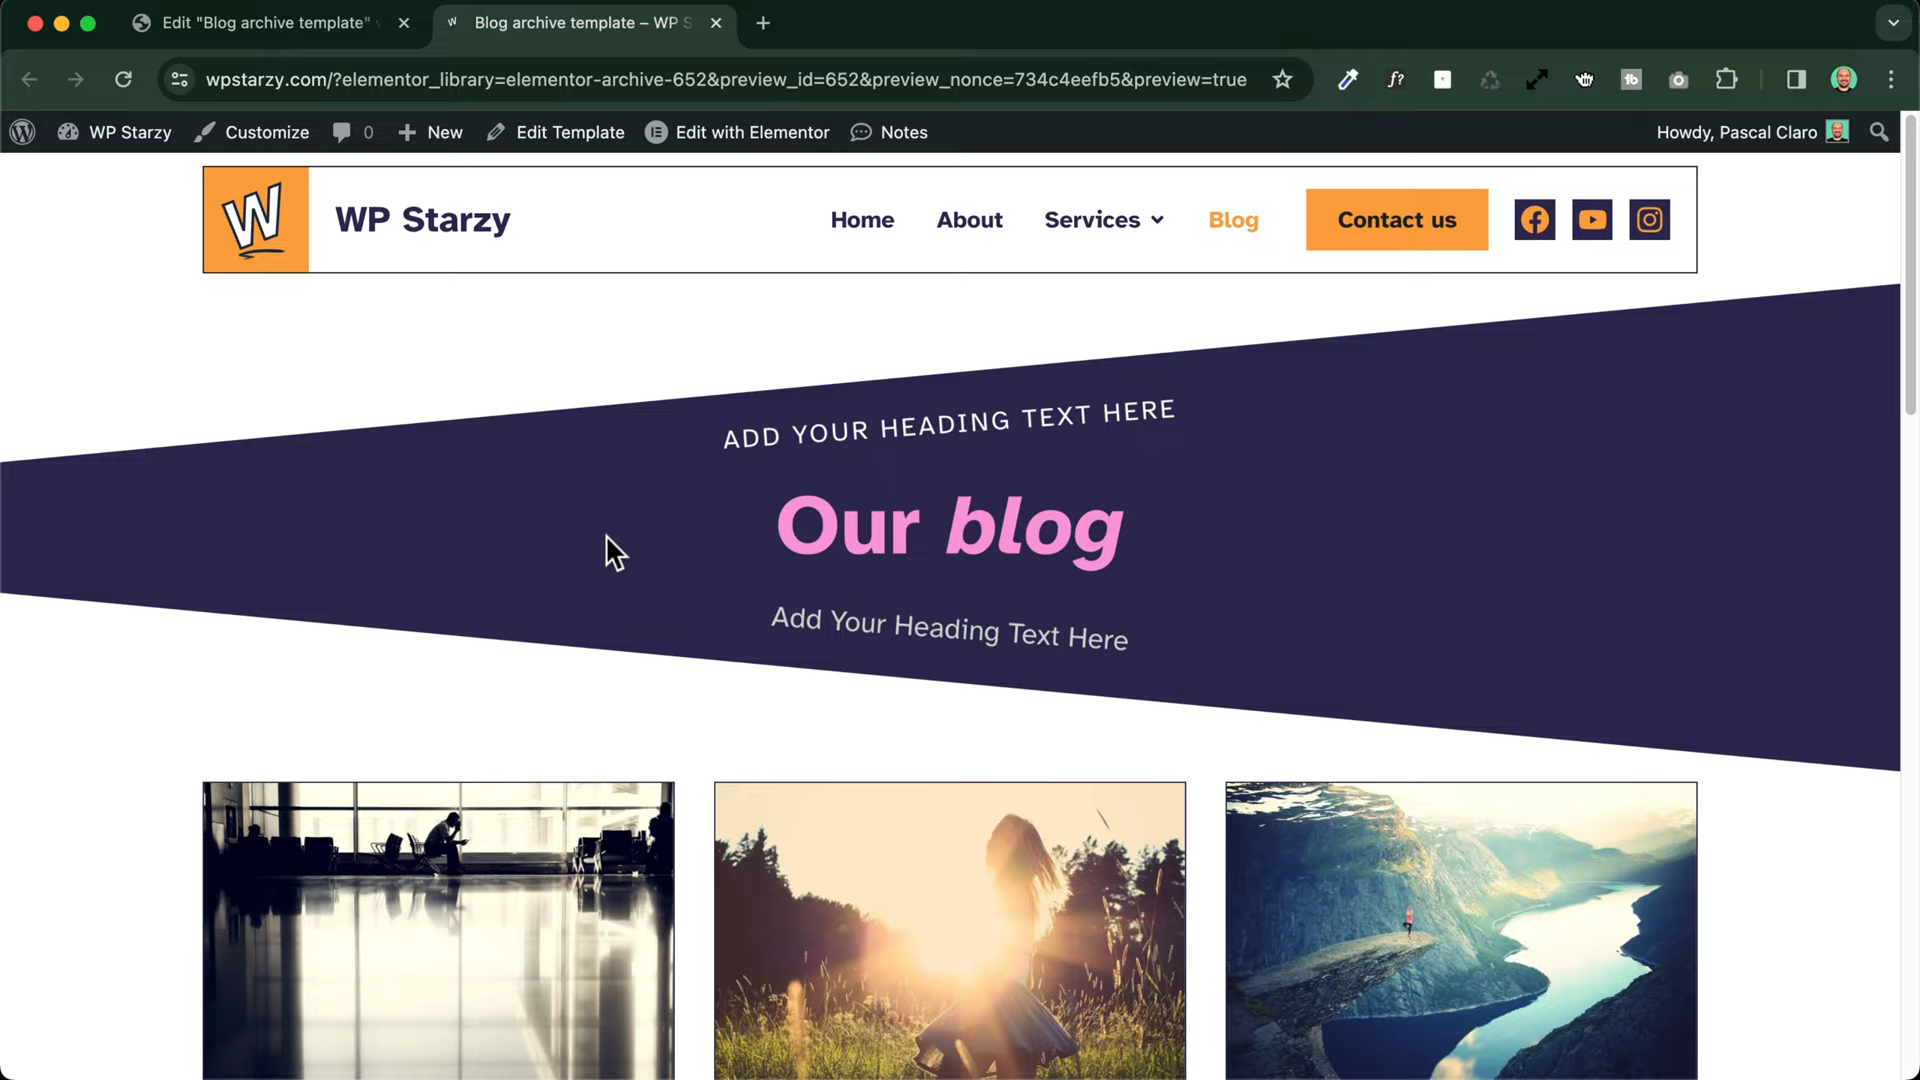 Edit "Blog archive template"
Blog archive template – WP S
wpstarzy.com/?elementor_library=elementor-archive-652&preview_id=652&preview_nonce=734c4eefb5&preview=true
f?
tb
WP Starzy
Customize
0
New
Edit Template
Edit with Elementor
Notes
Howdy, Pascal Claro
W
WP Starzy
Home
About
Services
Blog
Contact us
ADD YOUR HEADING TEXT HERE
Our blog
Add Your Heading Text Here